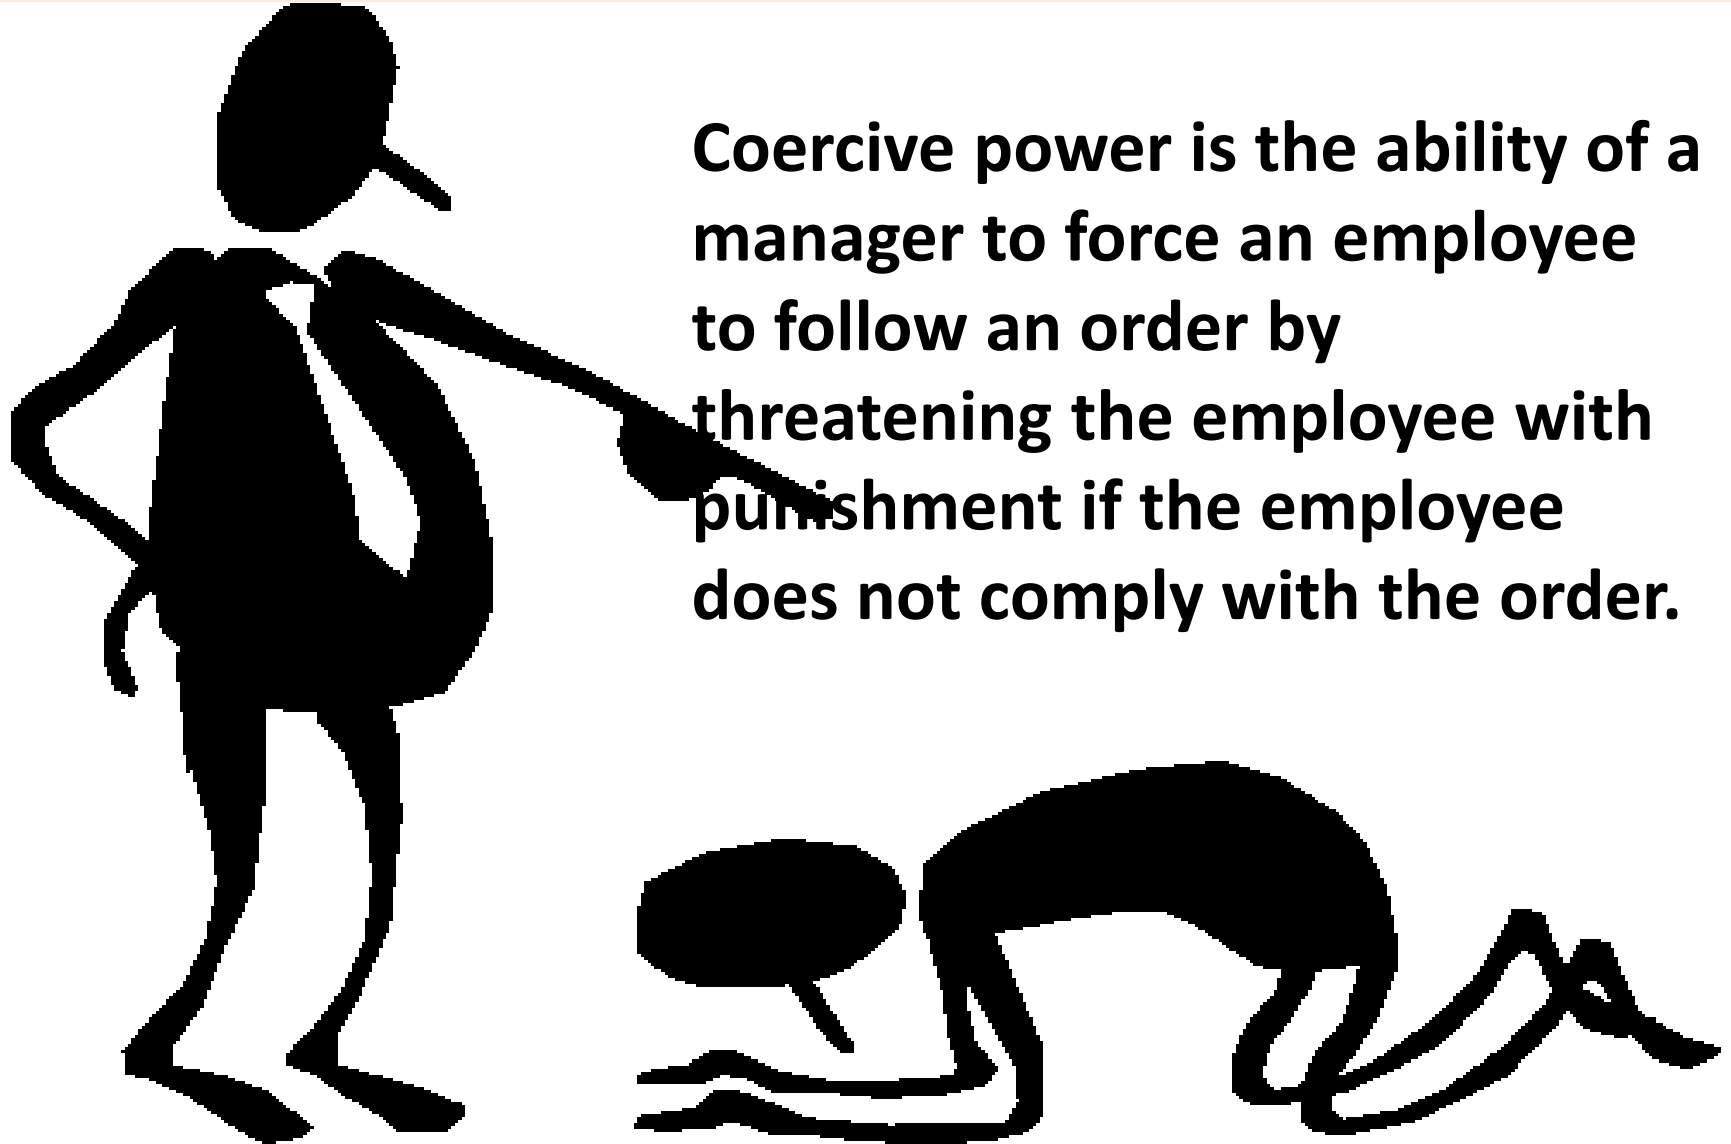 Coercive power is the ability of a
manager to force an employee
to follow an order by
threatening the employee with
punishment if the employee
does not comply with the order.